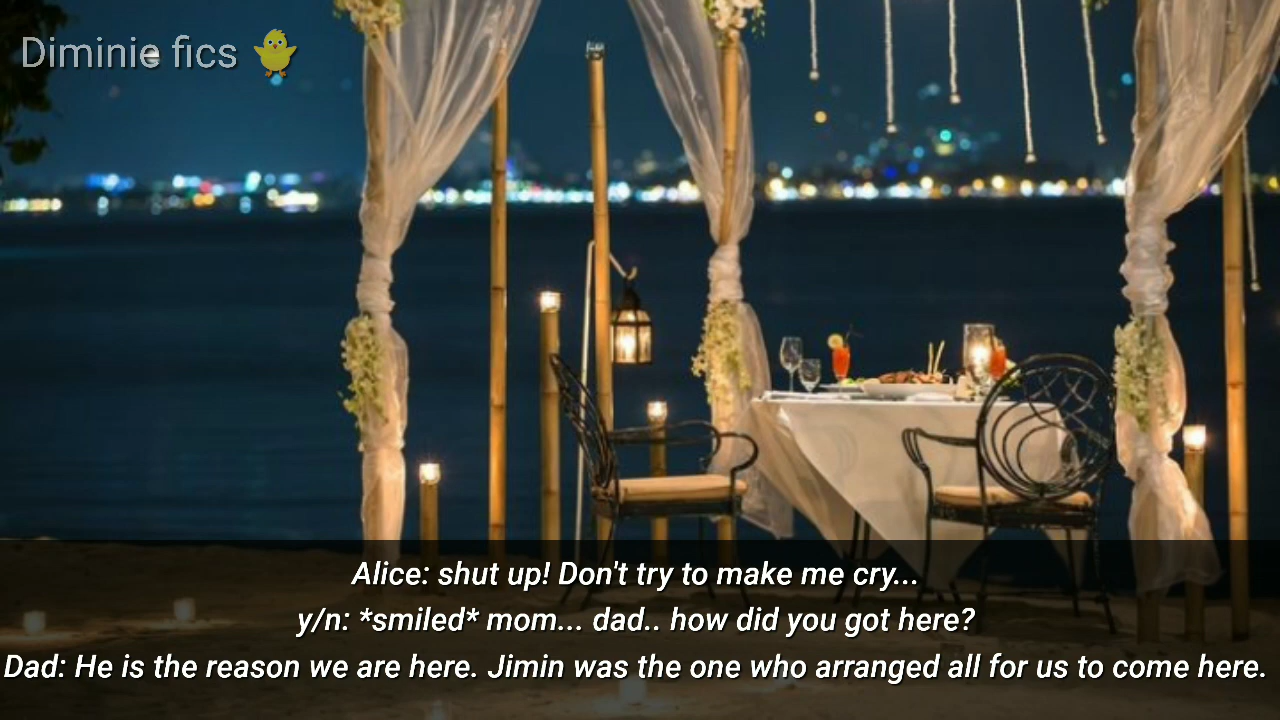 Diminie fics 🐥
Alice: shut up! Don't try to make me cry...
y/n: *smiled* mom... dad.. how did you got here?
Dad: He is the reason we are here. Jimin was the one who arranged all for us to come here.